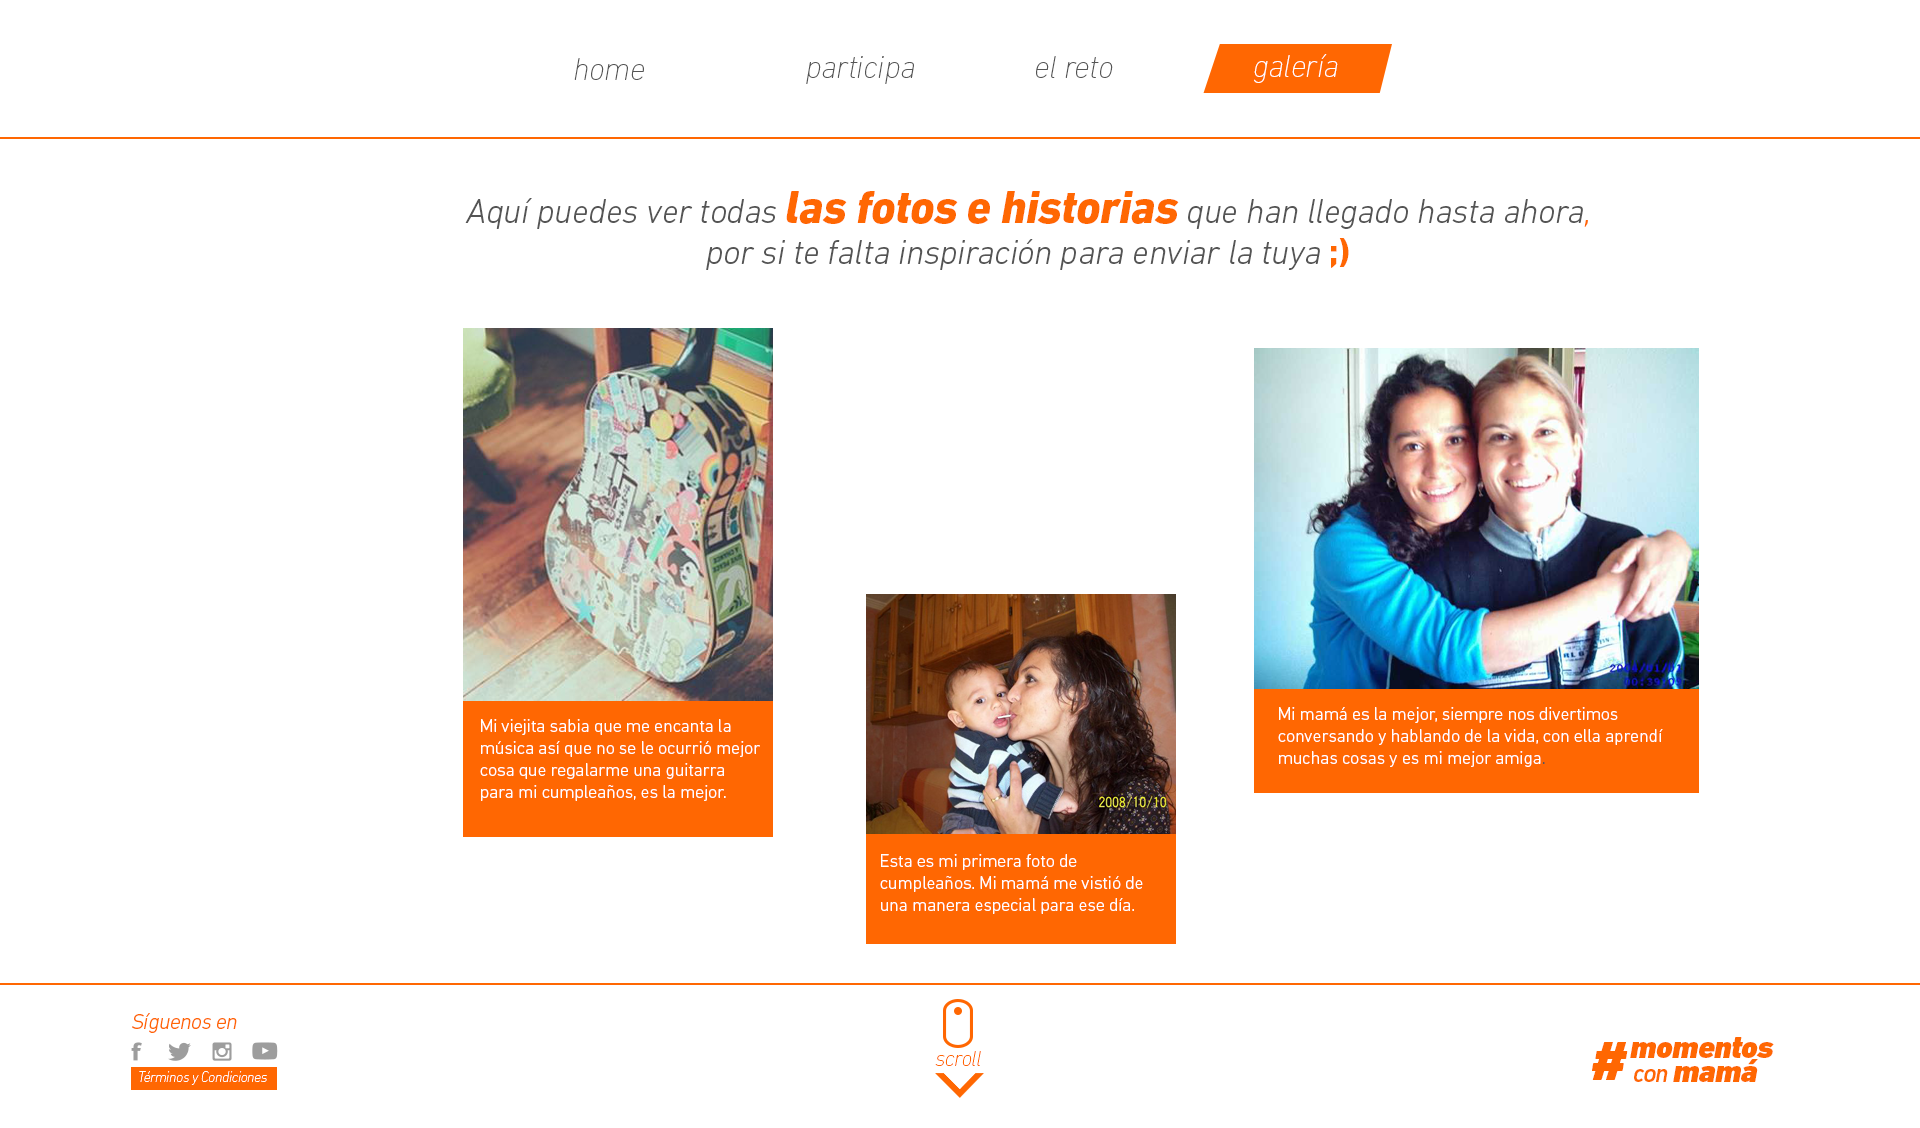 home
participa
el reto
galería
Aquí puedes ver todas las fotos e historias que han llegado hasta ahora,
por si te falta inspiración para enviar la tuya ;)
Mi viejita sabia que me encanta la
música así que no se le ocurrió mejor
cosa que regalarme una guitarra
para mi cumpleaños, es la mejor.
2008/10/10
Esta es mi primera foto de
cumpleaños. Mi mamá me vistió de
una manera especial para ese día.
Mi mamá es la mejor, siempre nos divertimos
conversando y hablando de la vida, con ella aprendí
muchas cosas y es mi mejor amiga.
Síguenos en
Términos y Condiciones
scroll
#momentos
con mamá